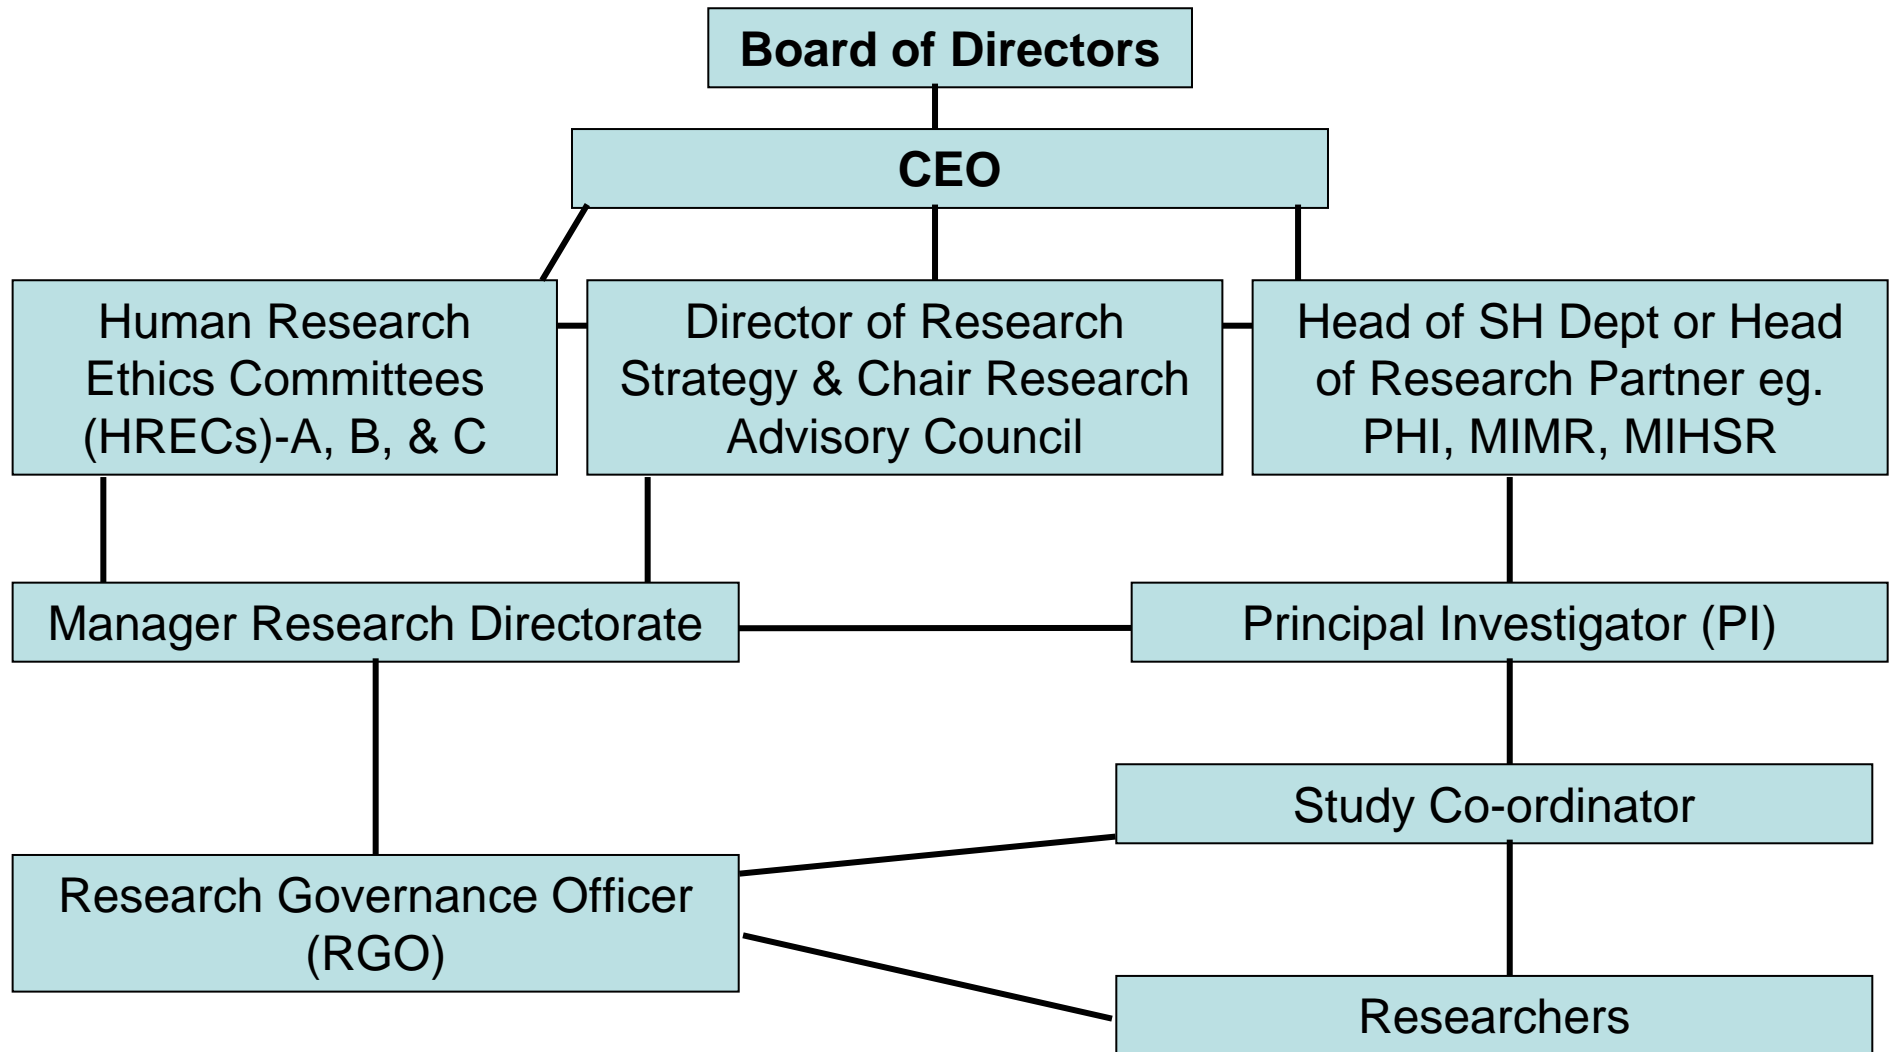 Board of Directors
CEO
Human Research
Ethics Committees
(HRECs)-A, B, & C
Director of Research
Strategy & Chair Research
Advisory Council
Head of SH Dept or Head
of Research Partner eg.
PHI, MIMR, MIHSR
Manager Research Directorate
Principal Investigator (PI)
Study Co-ordinator
Research Governance Officer
(RGO)
Researchers